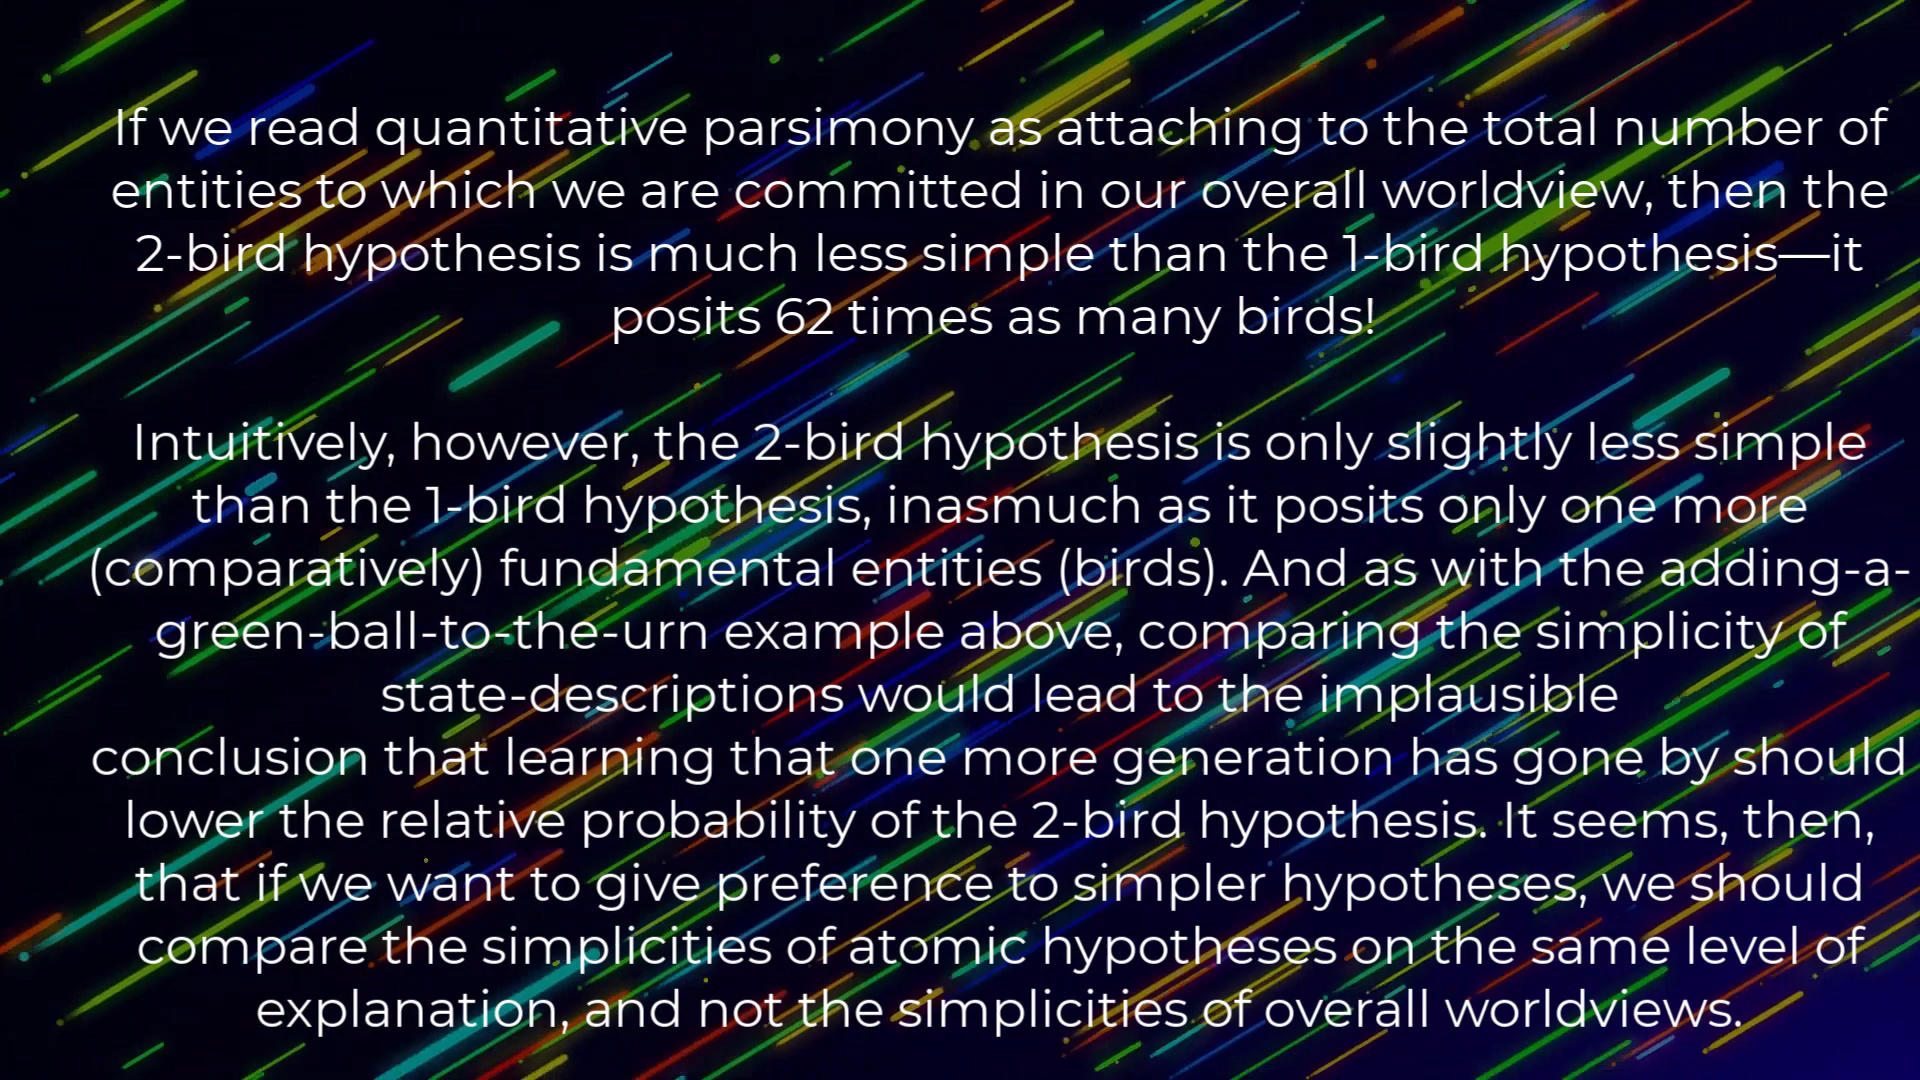 If we read quantitative parsimony as attaching to the total number of
entities to which we are committed in our overall worldview, then the
2-bird hypothesis is much less simple than the 1-bird hypothesis—it
posits 62 times as many birds!
Intuitively, however, the 2-bird hypothesis is only slightly less simple
than the 1-bird hypothesis, inasmuch as it posits only one more
(comparatively) fundamental entities (birds). And as with the adding-a-
green-ball-to-the-urn example above, comparing the simplicity of
state-descriptions would lead to the implausible
conclusion that learning that one more generation has gone by should
lower the relative probability of the 2-bird hypothesis. It seems, then,
that if we want to give preference to simpler hypotheses, we should
compare the simplicities of atomic hypotheses on the same level of
explanation, and not the simplicities of overall worldviews.